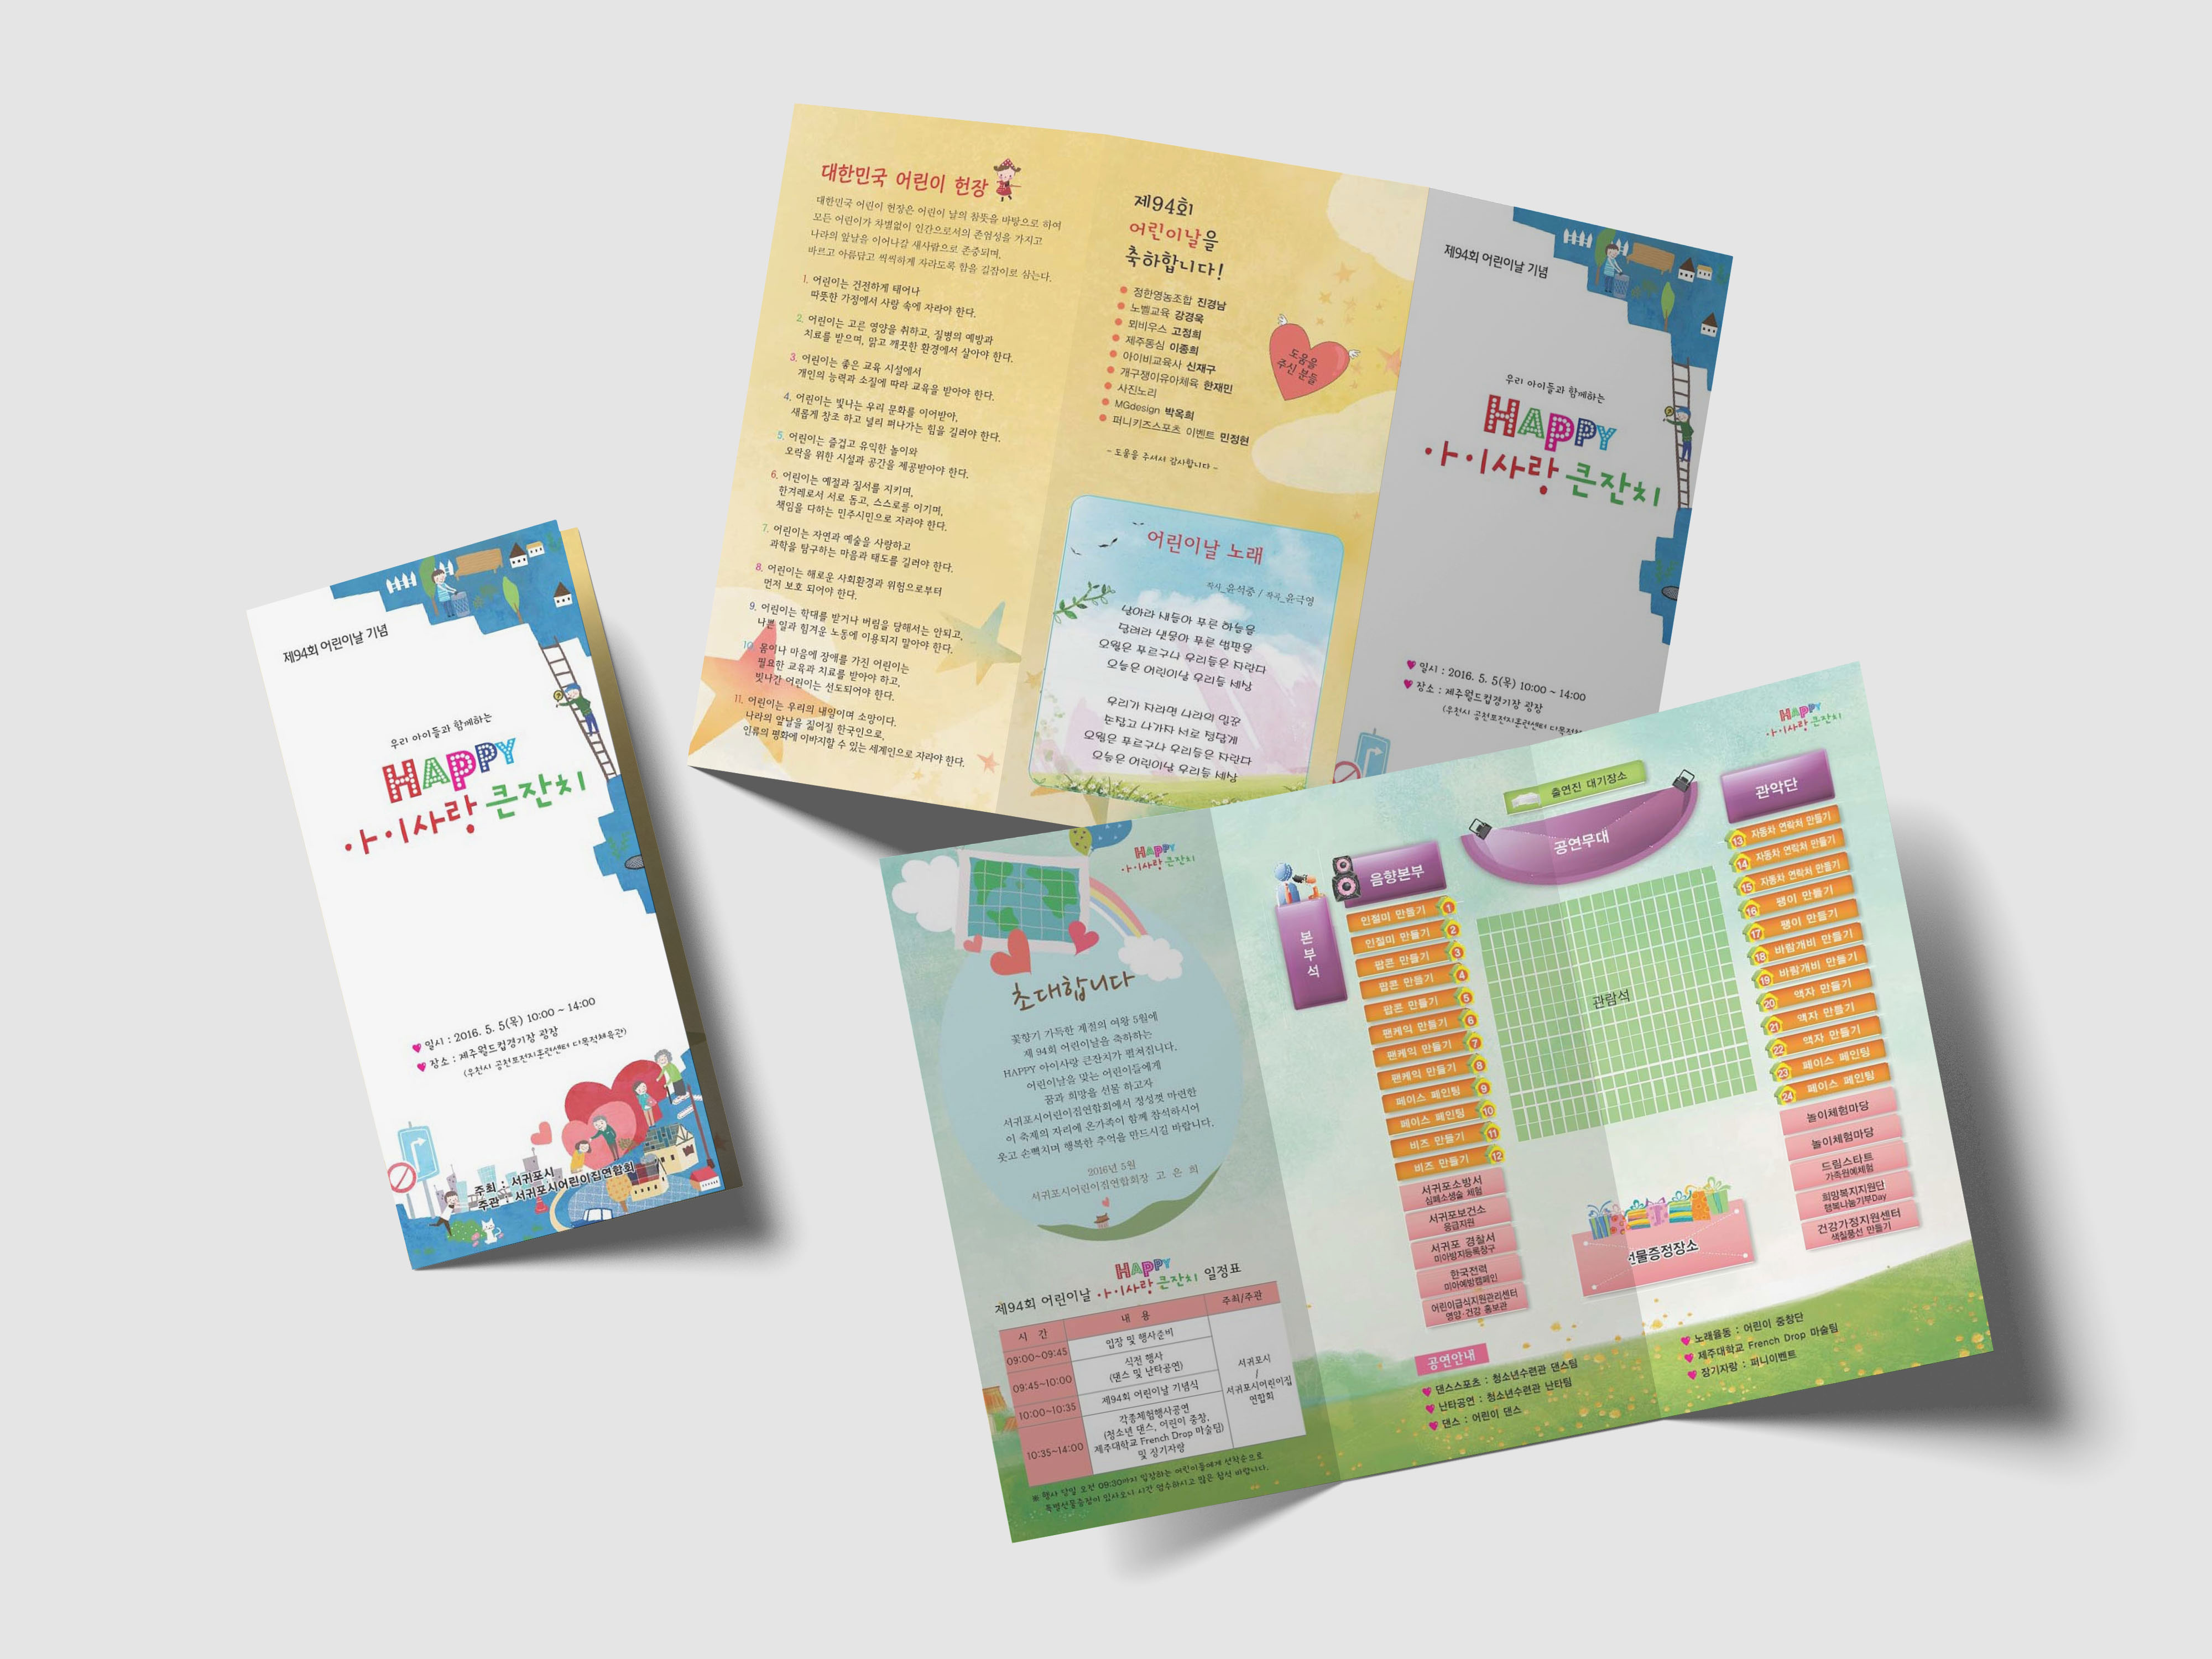 제94회 어린이날 기념
우리 아이들과 함께하는
HAPPY
아이사랑 큰잔치
일시 : 2016. 5. 5(목) 10:00 ~ 14:00
장소 : 제주월드컵경기장 광장
(우천시 공천포전지훈련센터 다목적체육관)
주최 : 서귀포시
주관 : 서귀포시어린이집연합회
대한민국 어린이 헌장
대한민국 어린이 헌장은 어린이 날의 참뜻을 바탕으로 하여
모든 어린이가 차별없이 인간으로서의 존엄성을 가지고
나라의 앞날을 이어나갈 새사람으로 존중되며,
바르고 아름답고 씩씩하게 자라도록 함을 길잡이로 삼는다.
1. 어린이는 건전하게 태어나
따뜻한 가정에서 사랑 속에 자라야 한다.
2. 어린이는 고른 영양을 취하고, 질병의 예방과
치료를 받으며, 맑고 깨끗한 환경에서 살아야 한다.
3. 어린이는 좋은 교육 시설에서
개인의 능력과 소질에 따라 교육을 받아야 한다.
4. 어린이는 빛나는 우리 문화를 이어받아,
새롭게 창조 하고 널리 펴나가는 힘을 길러야 한다.
5. 어린이는 즐겁고 유익한 놀이와
오락을 위한 시설과 공간을 제공받아야 한다.
6. 어린이는 예절과 질서를 지키며,
한겨레로서 서로 돕고, 스스로를 이기며,
책임을 다하는 민주시민으로 자라야 한다.
7. 어린이는 자연과 예술을 사랑하고
과학을 탐구하는 마음과 태도를 길러야 한다.
8. 어린이는 해로운 사회환경과 위험으로부터
먼저 보호 되어야 한다.
9. 어린이는 학대를 받거나 버림을 당해서는 안되고,
나쁜 일과 힘겨운 노동에 이용되지 말아야 한다.
10. 몸이나 마음에 장애를 가진 어린이는
필요한 교육과 치료를 받아야 하고,
빗나간 어린이는 선도되어야 한다.
11. 어린이는 우리의 내일이며 소망이다.
나라의 앞날을 짊어질 한국인으로,
인류의 평화에 이바지할 수 있는 세계인으로 자라야 한다.
제94회
어린이날을
축하합니다!
정한영농조합 진경남
노벨교육 강경욱
뫼비우스 고정희
제주동심 이종희
아이비교육사 신재구
개구쟁이유아체육 한재민
사진노리
MGdesign 박옥희
퍼니키즈스포츠 이벤트 민정현
- 도움을 주셔서 감사합니다 -
도움을
주신 분들
어린이날 노래
작사_윤석중 / 작곡_윤극영
날아라 새들아 푸른 하늘을
달려라 냇물아 푸른 벌판을
오월은 푸르구나 우리들은 자란다
오늘은 어린이날 우리들 세상
우리가 자라면 나라의 일꾼
손잡고 나가자 서로 정답게
오월은 푸르구나 우리들은 자란다
오늘은 어린이날 우리들 세상
제94회 어린이날 기념
우리 아이들과 함께하는
HAPPY
아이사랑 큰잔치
일시 : 2016. 5. 5(목) 10:00 ~ 14:00
장소 : 제주월드컵경기장 광장
(우천시 공천포전지훈련센터 다목적체
HAPPY
아이사랑 큰잔치
초대합니다
꽃향기 가득한 계절의 여왕 5월에
제 94회 어린이날을 축하하는
HAPPY 아이사랑 큰잔치가 펼쳐집니다.
어린이날을 맞는 어린이들에게
꿈과 희망을 선물 하고자
서귀포시어린이집연합회에서 정성껏 마련한
이 축제의 자리에 온가족이 함께 참석하시어
웃고 손뼉치며 행복한 추억을 만드시길 바랍니다.
2016년 5월
서귀포시어린이집연합회장 고 은 희
HAPPY
제94회 어린이날 아이사랑 큰잔치 일정표
시 간 내 용 주최/주관
09:00~09:45 입장 및 행사준비
09:45~10:00 식전 행사
(댄스 및 난타공연)
10:00~10:35 제94회 어린이날 기념식
10:35~14:00 각종체험행사공연
(청소년 댄스, 어린이 중창,
제주대학교 French Drop 마술팀)
및 장기자랑
서귀포시
/
서귀포시어린이집
연합회
※ 행사 당일 오전 09:30까지 입장하는 어린이들에게 선착순으로
특별선물증정이 있사오니 시간 엄수하시고 많은 참석 바랍니다.
HAPPY
아이사랑 큰잔치
출연진 대기장소
공연무대
음향본부
본부석
관악단
관람석
인절미 만들기 1
인절미 만들기 2
팝콘 만들기 3
팝콘 만들기 4
팝콘 만들기 5
팬케익 만들기 6
팬케익 만들기 7
팬케익 만들기 8
페이스 페인팅 9
페이스 페인팅 10
비즈 만들기 11
비즈 만들기 12
서귀포소방서
심폐소생술 체험
서귀포보건소
응급지원
서귀포 경찰서
미아방지등록창구
한국전력
미아예방캠페인
어린이급식지원관리센터
영양·건강 홍보관
13 자동차 연락처 만들기
14 자동차 연락처 만들기
15 자동차 연락처 만들기
16 팽이 만들기
17 팽이 만들기
18 바람개비 만들기
19 바람개비 만들기
20 액자 만들기
21 액자 만들기
22 액자 만들기
23 페이스 페인팅
24 페이스 페인팅
놀이체험마당
놀이체험마당
드림스타트
가족원예체험
희망복지지원단
행복나눔기부Day
건강가정지원센터
색칠풍선 만들기
선물증정장소
공연안내
댄스스포츠 : 청소년수련관 댄스팀
난타공연 : 청소년수련관 난타팀
댄스 : 어린이 댄스
노래율동 : 어린이 중창단
제주대학교 French Drop 마술팀
장기자랑 : 퍼니이벤트